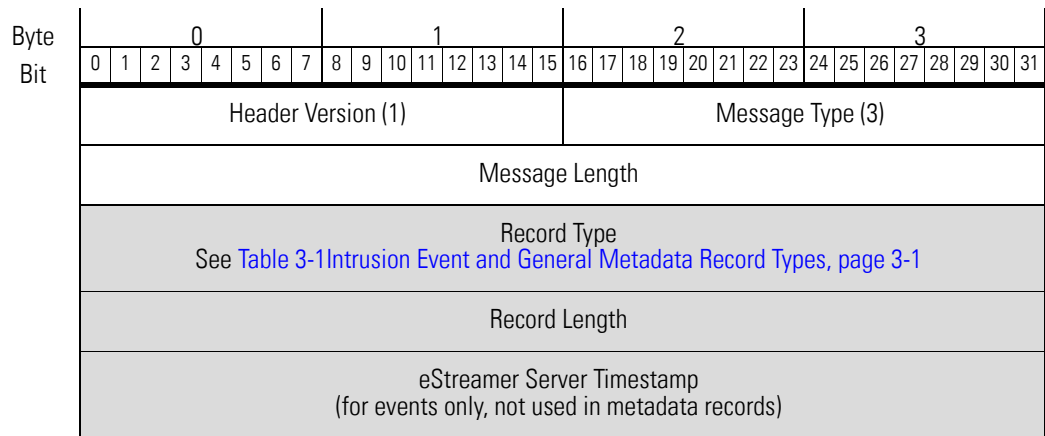 Byte 0 1 2 3
Bit 0 1 2 3 4 5 6 7 8 9 10 11 12 13 14 15 16 17 18 19 20 21 22 23 24 25 26 27 28 29 30 31
Header Version (1) Message Type (3)
Message Length
Record Type
See Table 3-1Intrusion Event and General Metadata Record Types, page 3-1
Record Length
eStreamer Server Timestamp
(for events only, not used in metadata records)